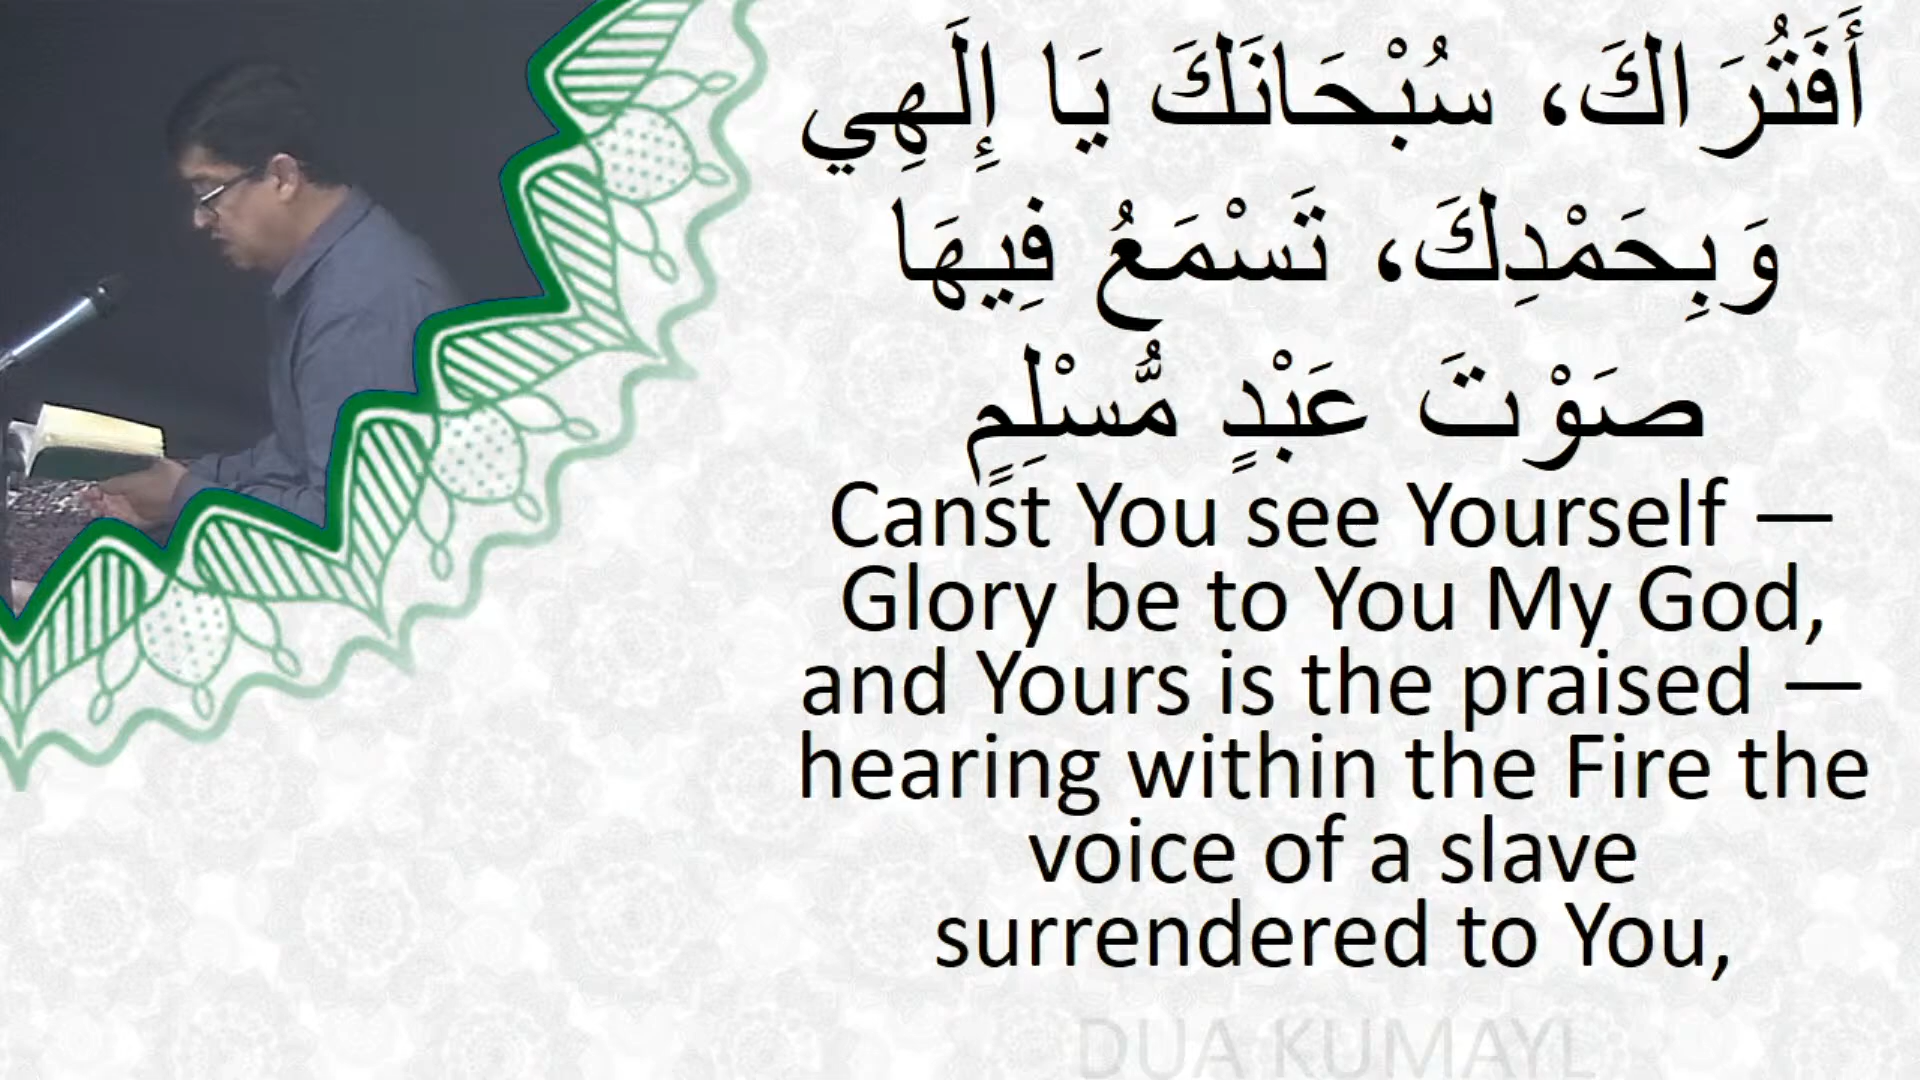 أَفَتُرَاكَ، سُبْحَانَكَ يَا إِلَهِي
وَبِحَمْدِكَ، تَسْمَعُ فِيهَا
صَوْتَ عَبْدٍ مُّسْلِمٍ
Canst You see Yourself —
Glory be to You My God,
and Yours is the praised —
hearing within the Fire the
voice of a slave
surrendered to You,
DUA KUMAYL